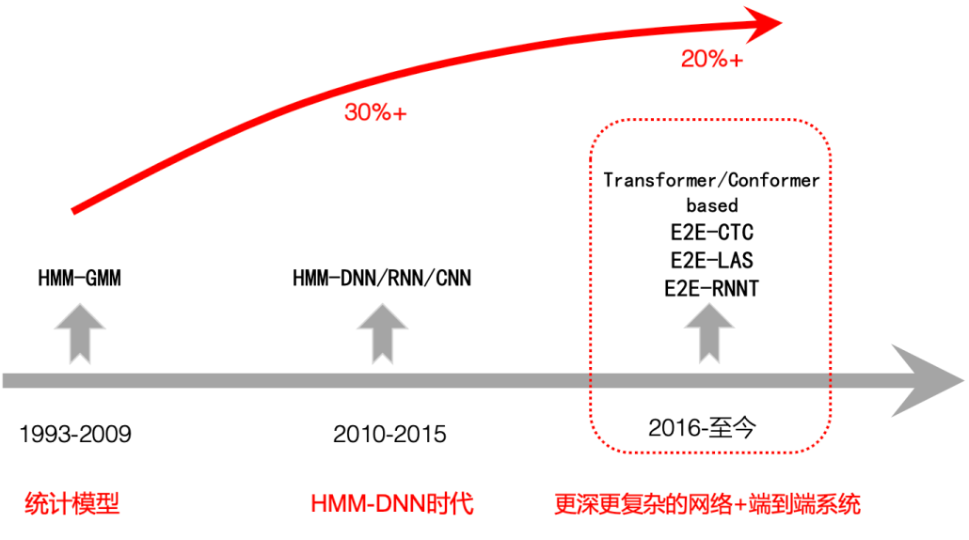 20%+
30%+
Transformer/Conformer
based
E2E-CTC
E2E-LAS
E2E-RNNT
HMM-GMM
HMM-DNN/RNN/CNN
1993-2009
2010-2015
2016-至今
统计模型
HMM-DNN时代
更深更复杂的网络+端到端系统